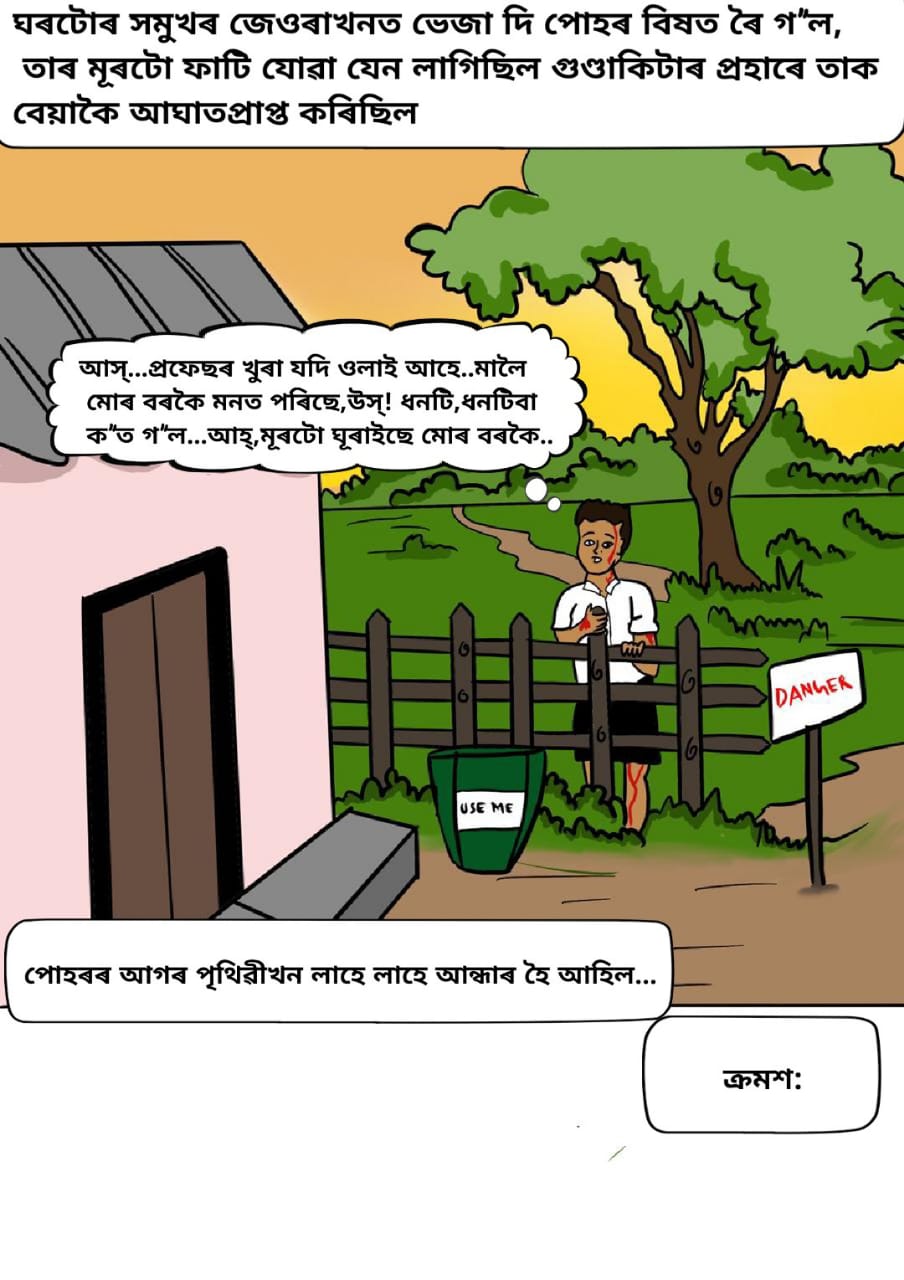 ঘৰটোৰ সমুখৰ জেওৰাখনত ভেজা দি পোহৰ বিষত ৰৈ গ"ল,
তাৰ মূৰটো ফাটি যোৱা যেন লাগিছিল গুণ্ডাকিটাৰ প্ৰহাৰে তাক
বেয়াকৈ আঘাতপ্ৰাপ্ত কৰিছিল
আস্...প্ৰফেছৰ খুৰা যদি ওলাই আহে..মালৈ
মোৰ বৰকৈ মনত পৰিছে,উস্! ধনটি,ধনটিবা
ক"ত গ"ল...আহ্,মূৰটো ঘূৰাইছে মোৰ বৰকৈ..
DANGER
USE ME
পোহৰৰ আগৰ পৃথিৱীখন লাহে লাহে আন্ধাৰ হৈ আহিল...
ক্ৰমশ: